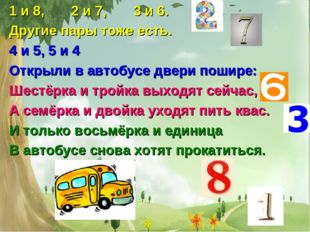 1 и 8, 2 и 7, 3 и 6.
Другие пары тоже есть.
4 и 5, 5 и 4
Открыли в автобусе двери пошире:
Шестёрка и тройка выходят сейчас,
А семёрка и двойка уходят пить квас.
И только восьмёрка и единица
В автобусе снова хотят прокатиться.
2
7
6
3
8
1